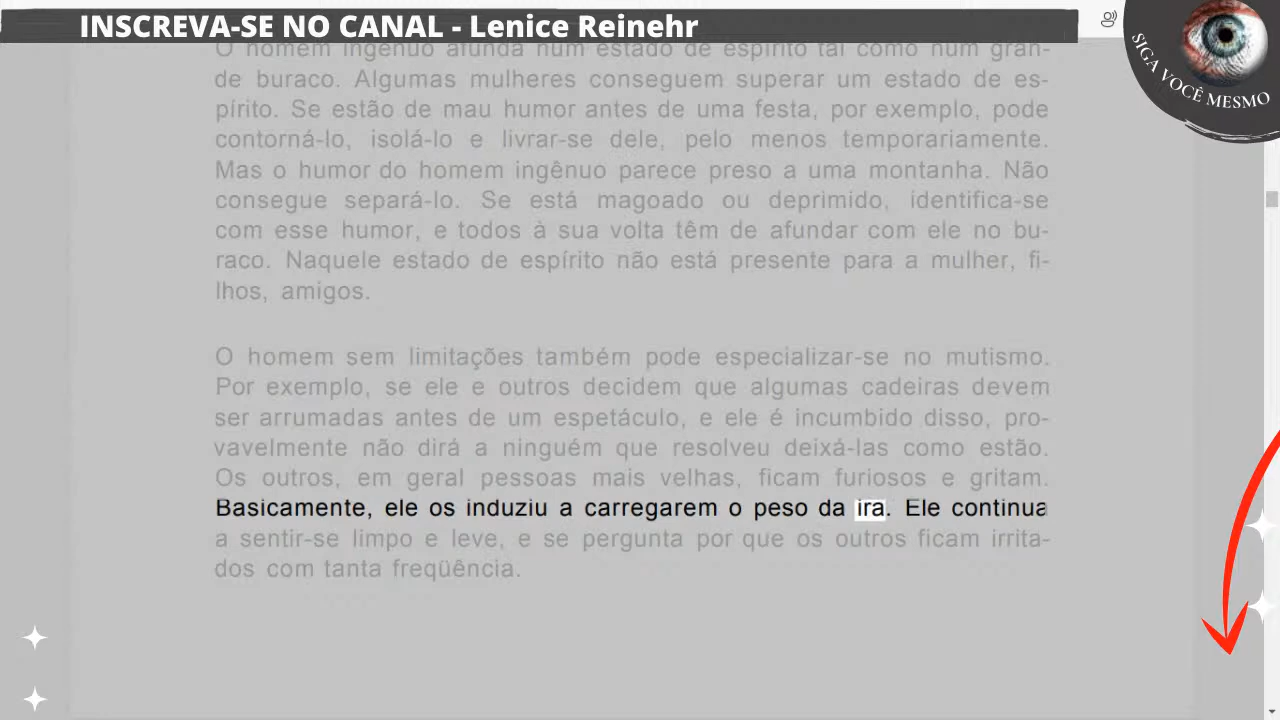 INSCREVA-SE NO CANAL - Lenice Reinehr
SIGA VOCÊ MESMO
O homem ingênuo afunda num estado de espírito tal como num gran-
de buraco. Algumas mulheres conseguem superar um estado de es-
pírito. Se estão de mau humor antes de uma festa, por exemplo, pode
contorná-lo, isolá-lo e livrar-se dele, pelo menos temporariamente.
Mas o humor do homem ingênuo parece preso a uma montanha. Não
consegue separá-lo. Se está magoado ou deprimido, identifica-se
com esse humor, e todos à sua volta têm de afundar com ele no bu-
raco. Naquele estado de espírito não está presente para a mulher, fi-
lhos, amigos.
O homem sem limitações também pode especializar-se no mutismo.
Por exemplo, se ele e outros decidem que algumas cadeiras devem
ser arrumadas antes de um espetáculo, e ele é incumbido disso, pro-
vavelmente não dirá a ninguém que resolveu deixá-las como estão.
Os outros, em geral pessoas mais velhas, ficam furiosos e gritam.
Basicamente, ele os induziu a carregarem o peso da ira. Ele continua
a sentir-se limpo e leve, e se pergunta por que os outros ficam irrita-
dos com tanta freqüência.